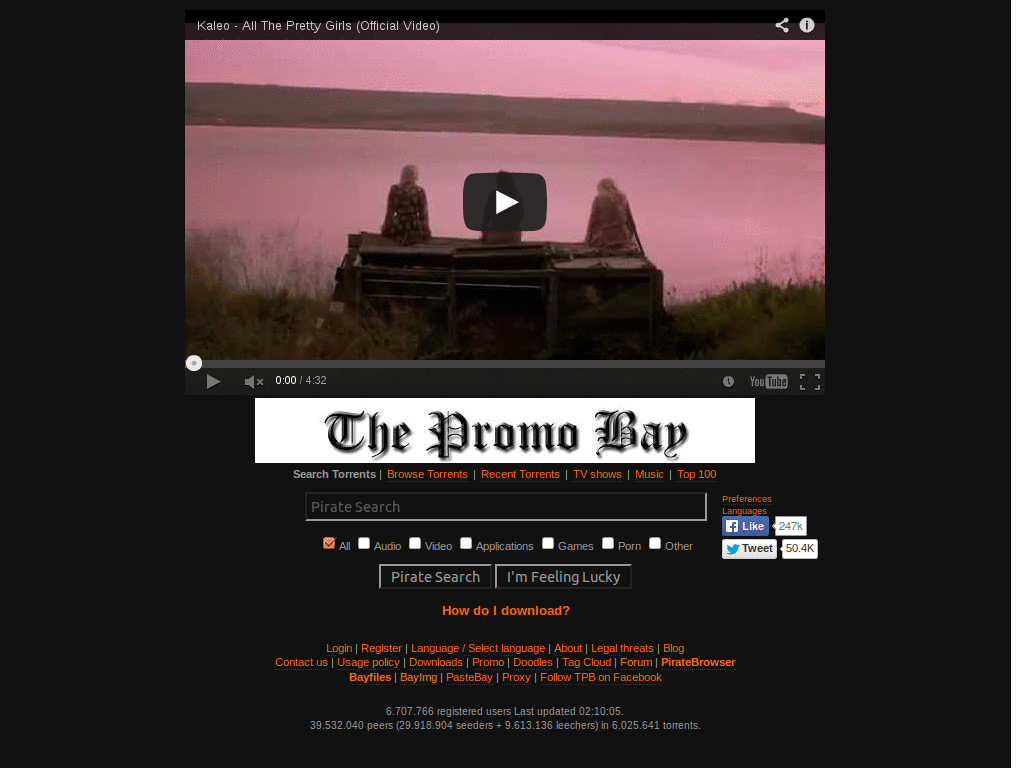 Kaleo - All The Pretty Girls (Official Video)
0:00 / 4:32
YouTube
The Promo Bay
Search Torrents | Browse Torrents | Recent Torrents | TV shows | Music | Top 100
Pirate Search
Preferences
Languages
Like 247k
Tweet 50.4K
All Audio Video Applications Games Porn Other
Pirate Search I'm Feeling Lucky
How do I download?
Login | Register | Language / Select language | About | Legal threats | Blog
Contact us | Usage policy | Downloads | Promo | Doodles | Tag Cloud | Forum | PirateBrowser
Bayfiles | BayImg | PasteBay | Proxy | Follow TPB on Facebook
6.707.766 registered users Last updated 02:10:05.
39.532.040 peers (29.918.904 seeders + 9.613.136 leechers) in 6.025.641 torrents.